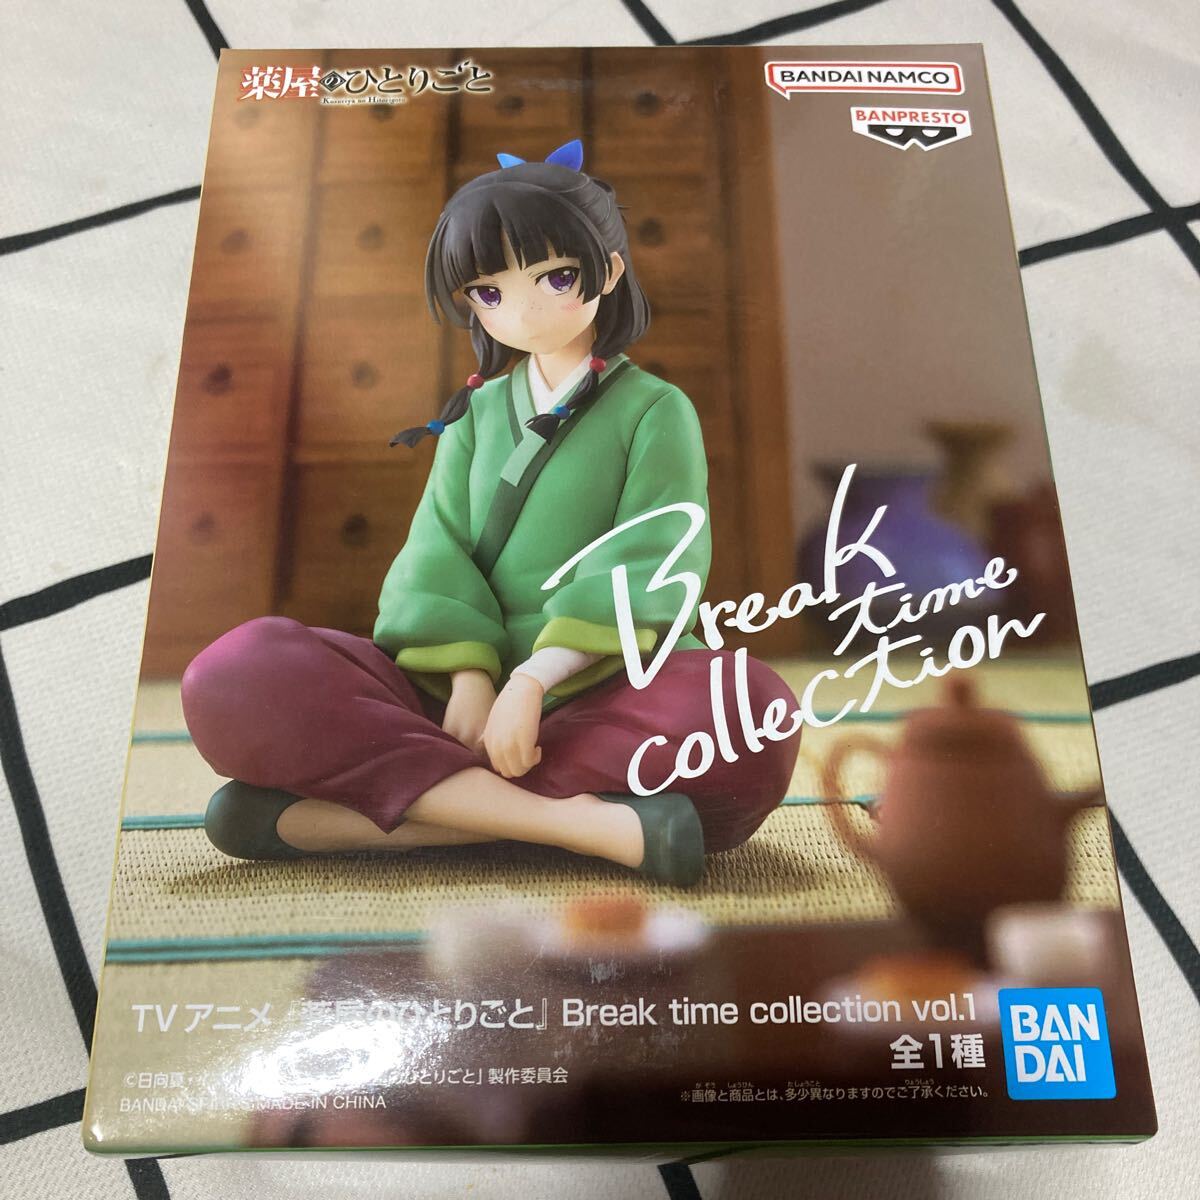 薬屋のひとりごと
Kusuriya no Hitorigoto
BANDAI NAMCO
BANPRESTO
Break
time
collection
TVアニメ『薬屋のひとりごと』Break time collection vol.1
全1種
BAN
DAI
©日向夏・ ひとりごと」製作委員会
BANDAI SPIRITS MADE IN CHINA
※画像と商品とは、多少異なりますのでご了承ください。